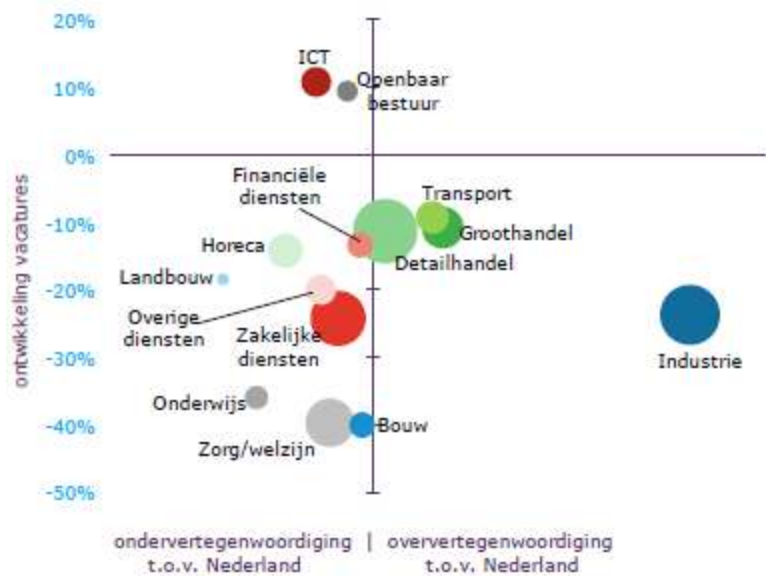 20%
ICT
10%
Openbaar
bestuur
0%
Financiële
diensten
Transport
-10%
Groothandel
Horeca
Detailhandel
Landbouw
-20%
Overige
diensten
Zakelijke
diensten
-30%
Industrie
Onderwijs
-40%
Bouw
Zorg/welzijn
-50%
ontwikkeling vacatures
ondervertegenwoordiging | oververtegenwoordiging
t.o.v. Nederland t.o.v. Nederland